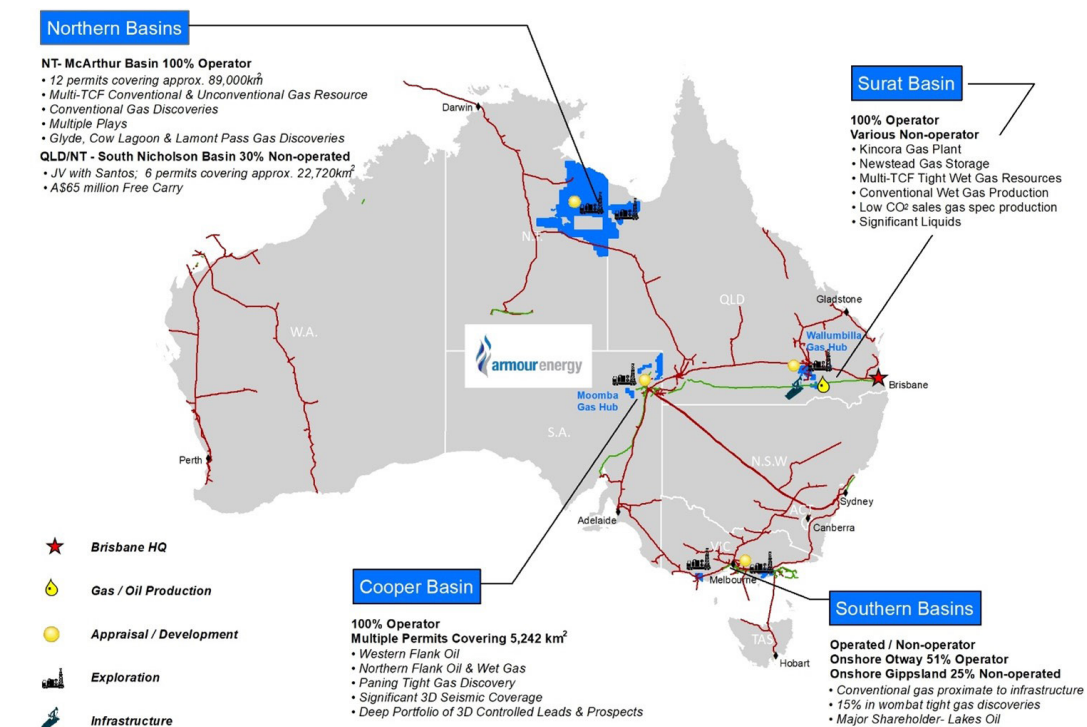 Northern Basins
NT- McArthur Basin 100% Operator
• 12 permits covering approx. 89,000km²
• Multi-TCF Conventional & Unconventional Gas Resource
• Conventional Gas Discoveries
• Multiple Plays
• Glyde, Cow Lagoon & Lamont Pass Gas Discoveries
QLD/NT - South Nicholson Basin 30% Non-operated
• JV with Santos; 6 permits covering approx. 22,720km²
• A$65 million Free Carry
Surat Basin
100% Operator
Various Non-operator
• Kincora Gas Plant
• Newstead Gas Storage
• Multi-TCF Tight Wet Gas Resources
• Conventional Wet Gas Production
• Low CO² sales gas spec production
• Significant Liquids
Darwin
N.T.
QLD
Gladstone
W.A.
Wallumbilla
Gas Hub
armourenergy
Brisbane
Moomba
Gas Hub
S.A.
Perth
N.S.W
Sydney
Adelaide
ACT
Canberra
VIC
Melbourne
TAS
Hobart
Brisbane HQ
Gas / Oil Production
Appraisal / Development
Exploration
Infrastructure
Cooper Basin
100% Operator
Multiple Permits Covering 5,242 km²
• Western Flank Oil
• Northern Flank Oil & Wet Gas
• Paning Tight Gas Discovery
• Significant 3D Seismic Coverage
• Deep Portfolio of 3D Controlled Leads & Prospects
Southern Basins
Operated / Non-operator
Onshore Otway 51% Operator
Onshore Gippsland 25% Non-operated
• Conventional gas proximate to infrastructure
• 15% in wombat tight gas discoveries
• Major Shareholder- Lakes Oil